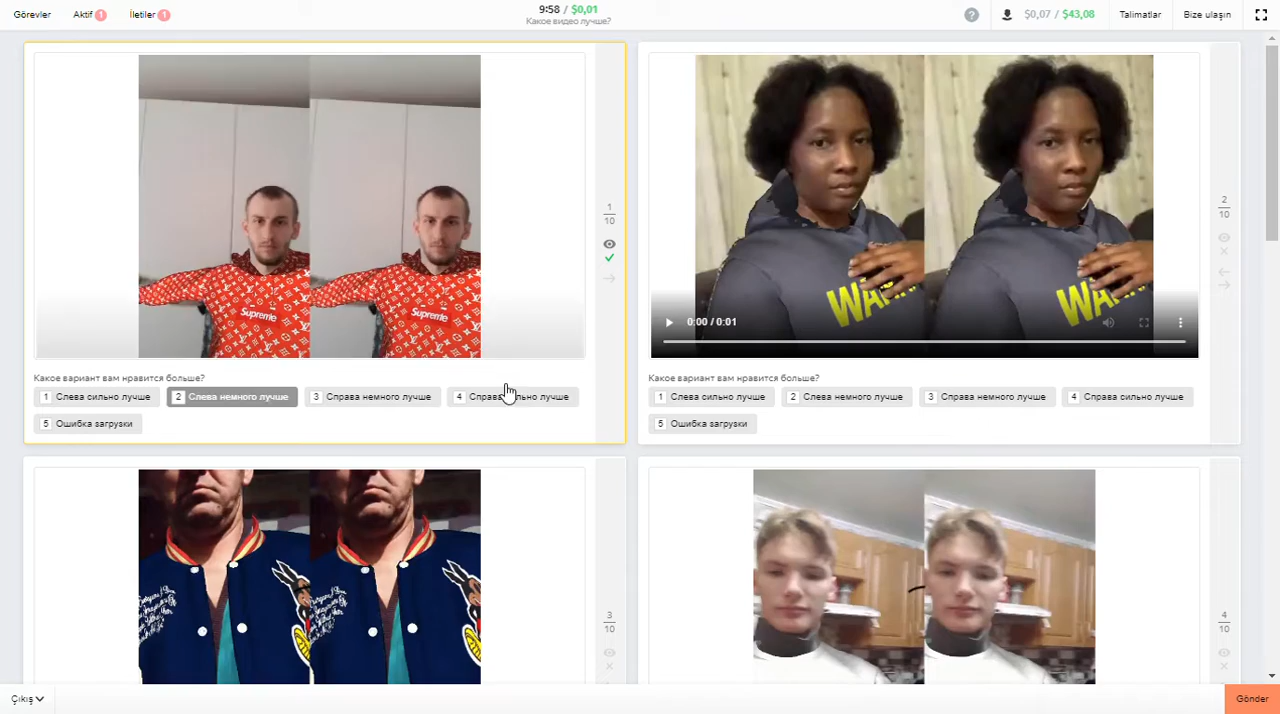 Görevler Aktif 1 İletiler 1 9:58 / $0,01 ? $0,07 / $43,08 Talimatlar Bize ulaşın
Какое видео лучше?
Supreme
1
10
WA
WA
0:00 / 0:01
2
10
Какое вариант вам нравится больше?
1 Слева сильно лучше 2 Слева немного лучше 3 Справа немного лучше 4 Справа сильно лучше
5 Ошибка загрузки
Какое вариант вам нравится больше?
1 Слева сильно лучше 2 Слева немного лучше 3 Справа немного лучше 4 Справа сильно лучше
5 Ошибка загрузки
3
10
4
10
Çıkış Gönder